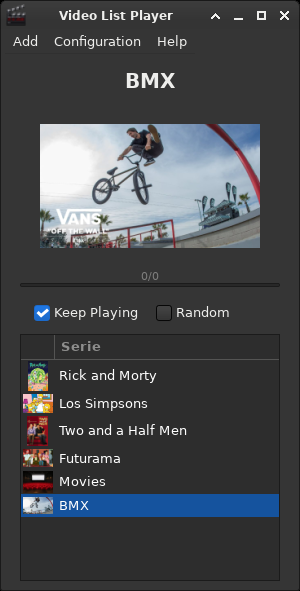 Video List Player
Add Configuration Help
BMX
VANS
"OFF THE WALL"
0/0
Keep Playing Random
Serie
Rick and Morty
Los Simpsons
Two and a Half Men
Futurama
Movies
BMX